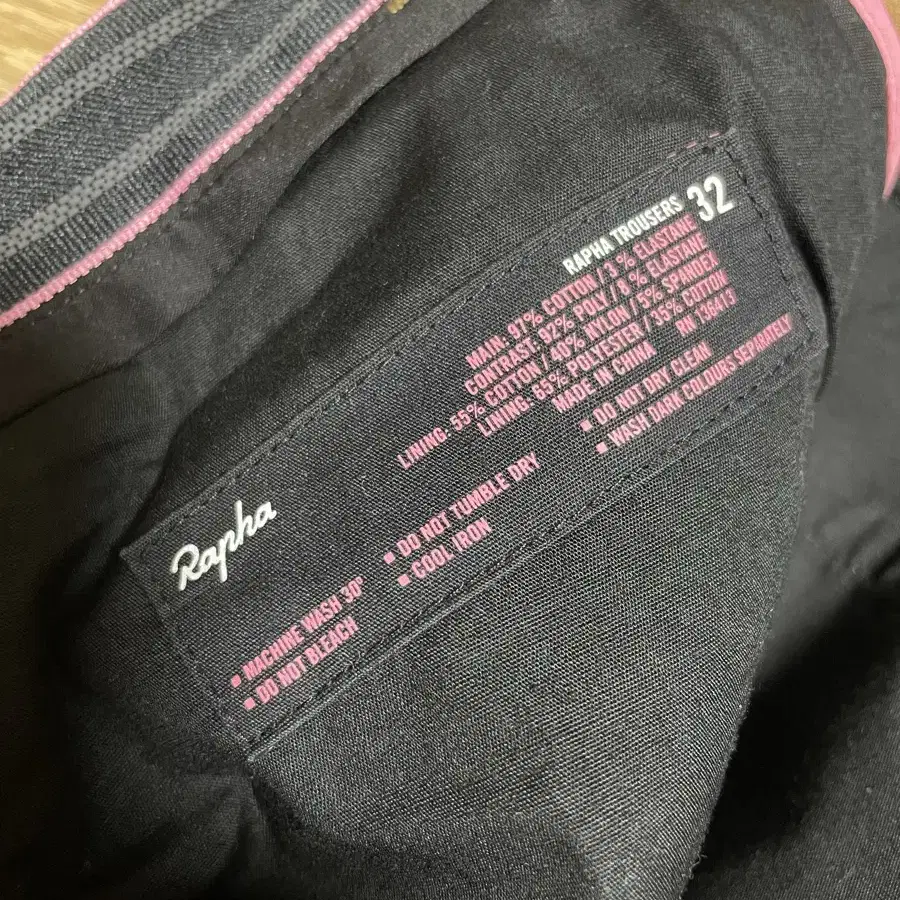 RAPHA TROUSERS 32
MAIN: 97% COTTON / 3% ELASTANE
CONTRAST: 92% POLY / 8% ELASTANE
LINING: 55% COTTON / 40% NYLON / 5% SPANDEX
LINING: 65% POLYESTER / 35% COTTON
MADE IN CHINA RN 136415
Rapha
▪ MACHINE WASH 30°
▪ DO NOT BLEACH
▪ DO NOT TUMBLE DRY
▪ COOL IRON
▪ DO NOT DRY CLEAN
▪ WASH DARK COLOURS SEPARATELY